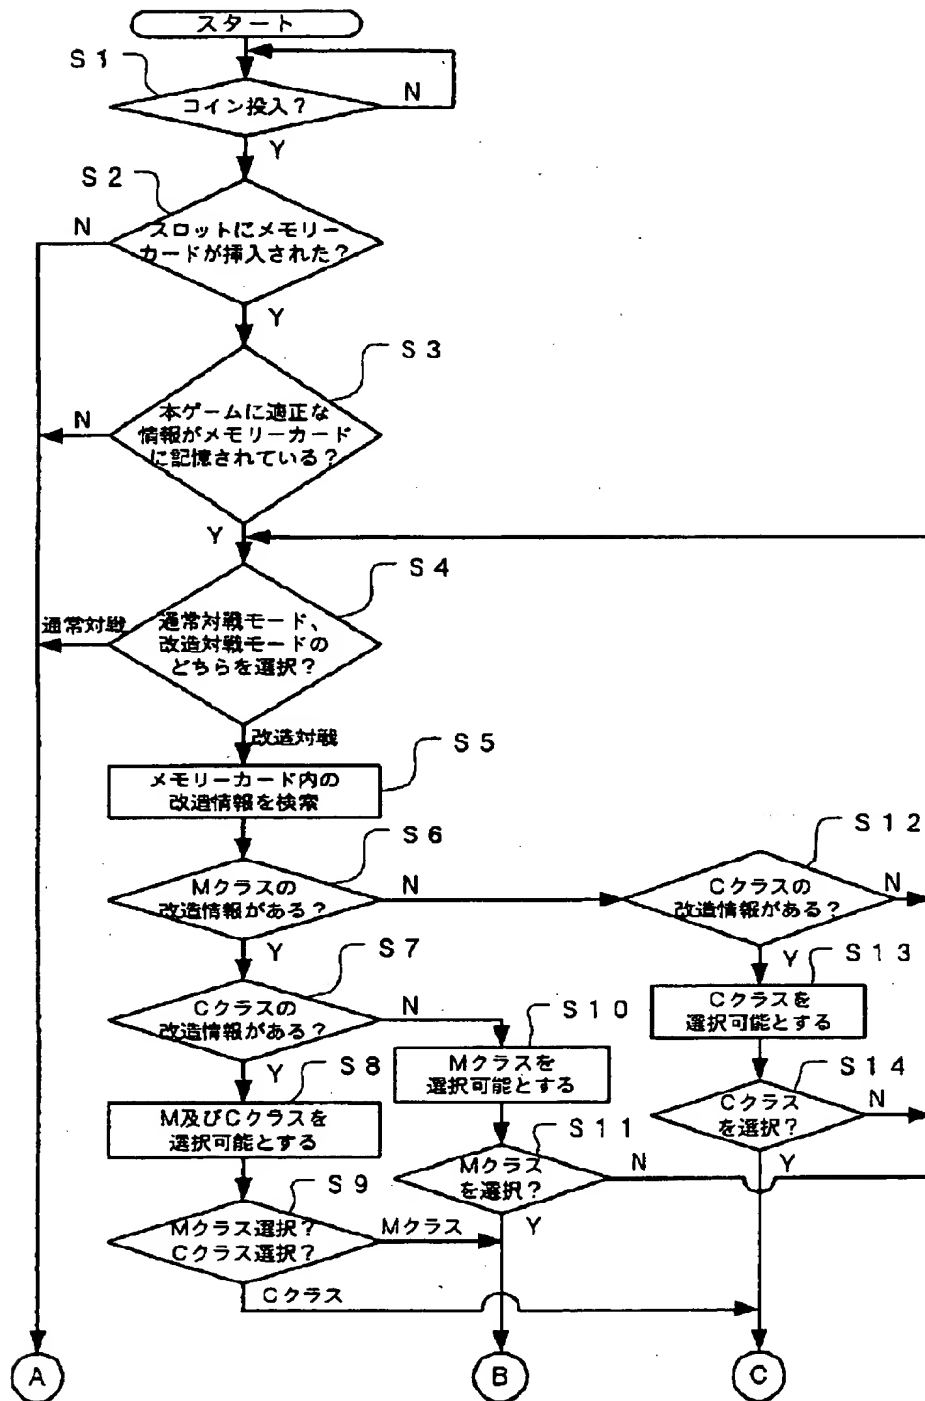 スタート
S1
コイン投入?
N
Y
S2
N
スロットにメモリー
カードが挿入された?
Y
S3
N
本ゲームに適正な
情報がメモリーカード
に記憶されている?
Y
S4
通常対戦
通常対戦モード、
改造対戦モードの
どちらを選択?
改造対戦
S5
メモリーカード内の
改造情報を検索
S6
Mクラスの
改造情報がある?
N
Y
S12
Cクラスの
改造情報がある?
N
Y
S7
Cクラスの
改造情報がある?
N
Y
S13
Cクラスを
選択可能とする
S10
Mクラスを
選択可能とする
S8
M及びCクラスを
選択可能とする
S14
Cクラス
を選択?
N
Y
S11
Mクラス
を選択?
N
Y
S9
Mクラス選択?
Cクラス選択?
Mクラス
Cクラス
A
B
C